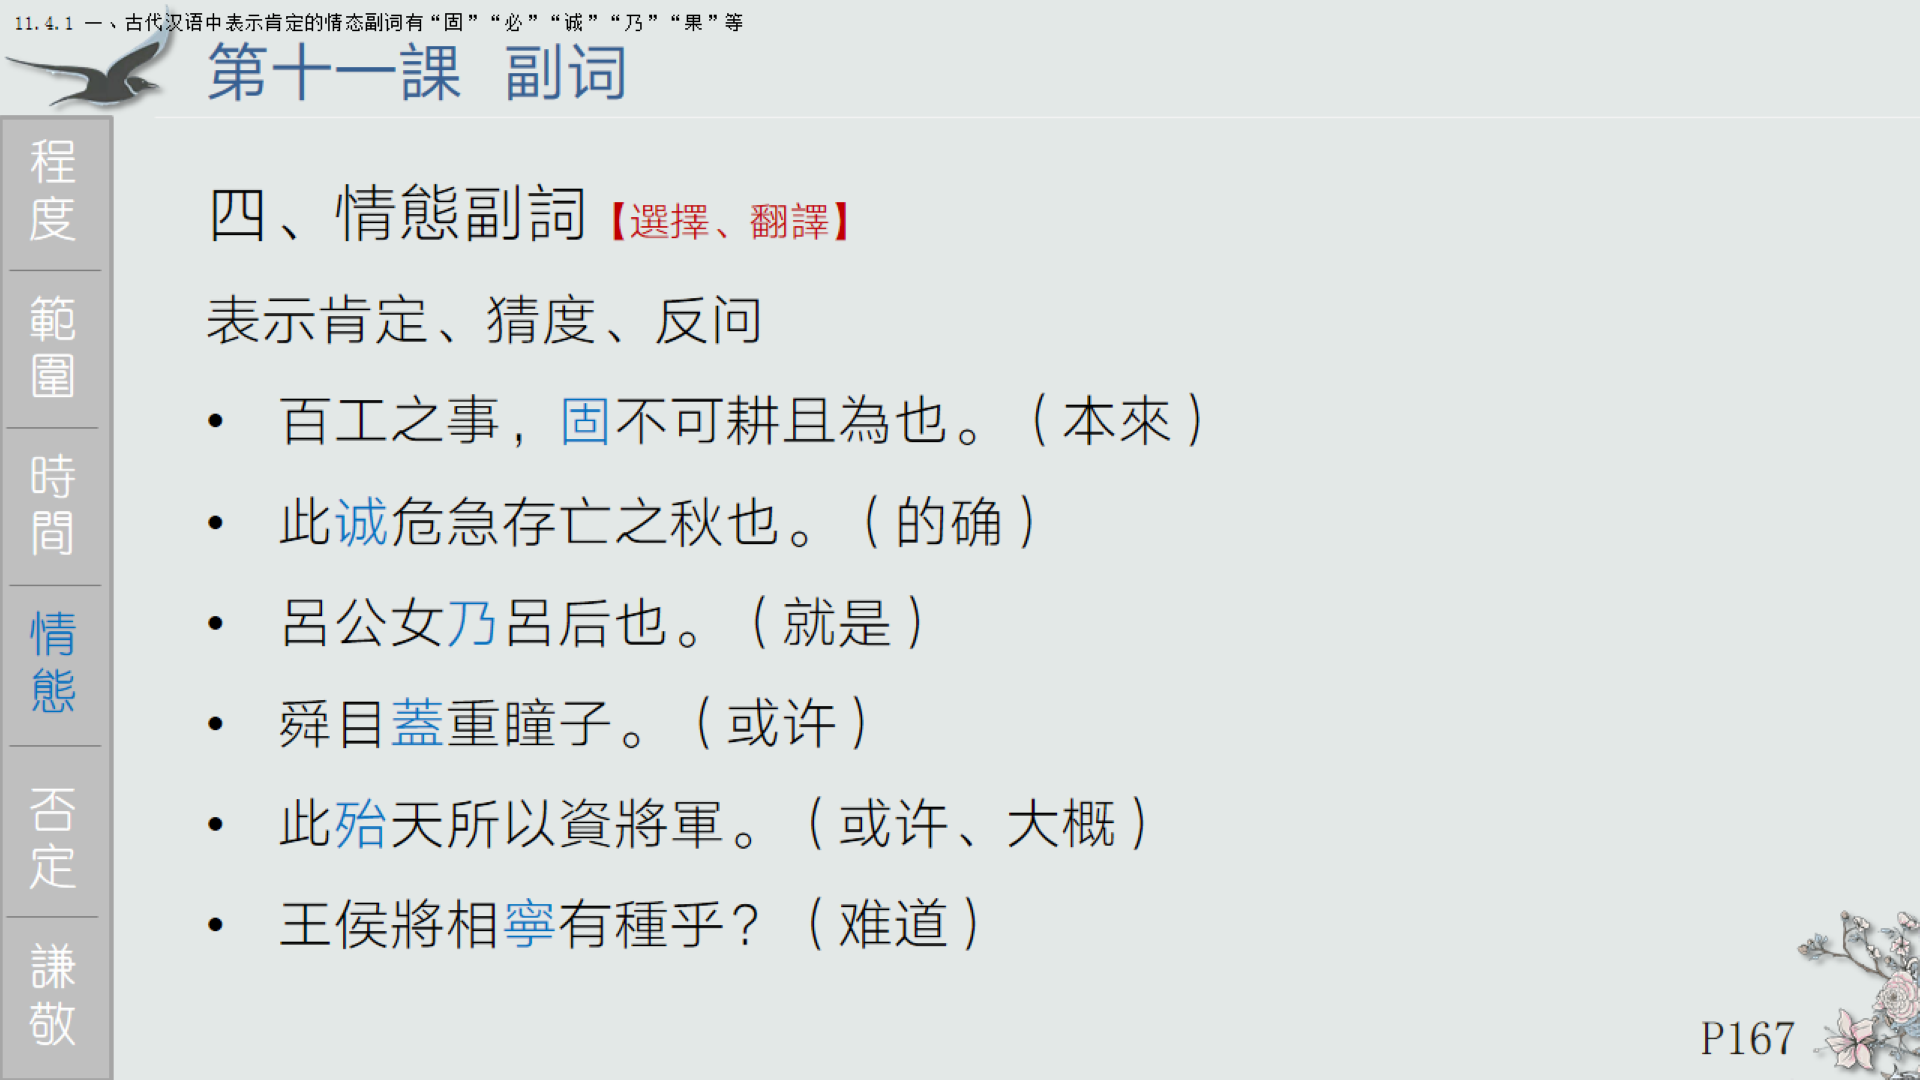 11.4.1 一、古代汉语中表示肯定的情态副词有“固”“必”“诚”“乃”“果”等
第十一課 副词
程度
範圍
時間
情態
否定
謙敬
四、情態副詞【選擇、翻譯】
表示肯定、猜度、反问
• 百工之事，固不可耕且為也。（本來）
• 此诚危急存亡之秋也。（的确）
• 呂公女乃呂后也。（就是）
• 舜目蓋重瞳子。（或许）
• 此殆天所以資將軍。（或许、大概）
• 王侯將相寧有種乎？（难道）
P167